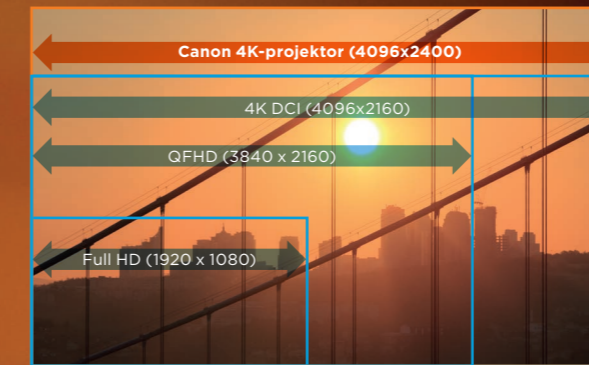 Canon 4K-projektor (4096x2400)
4K DCI (4096x2160)
QFHD (3840 x 2160)
Full HD (1920 x 1080)